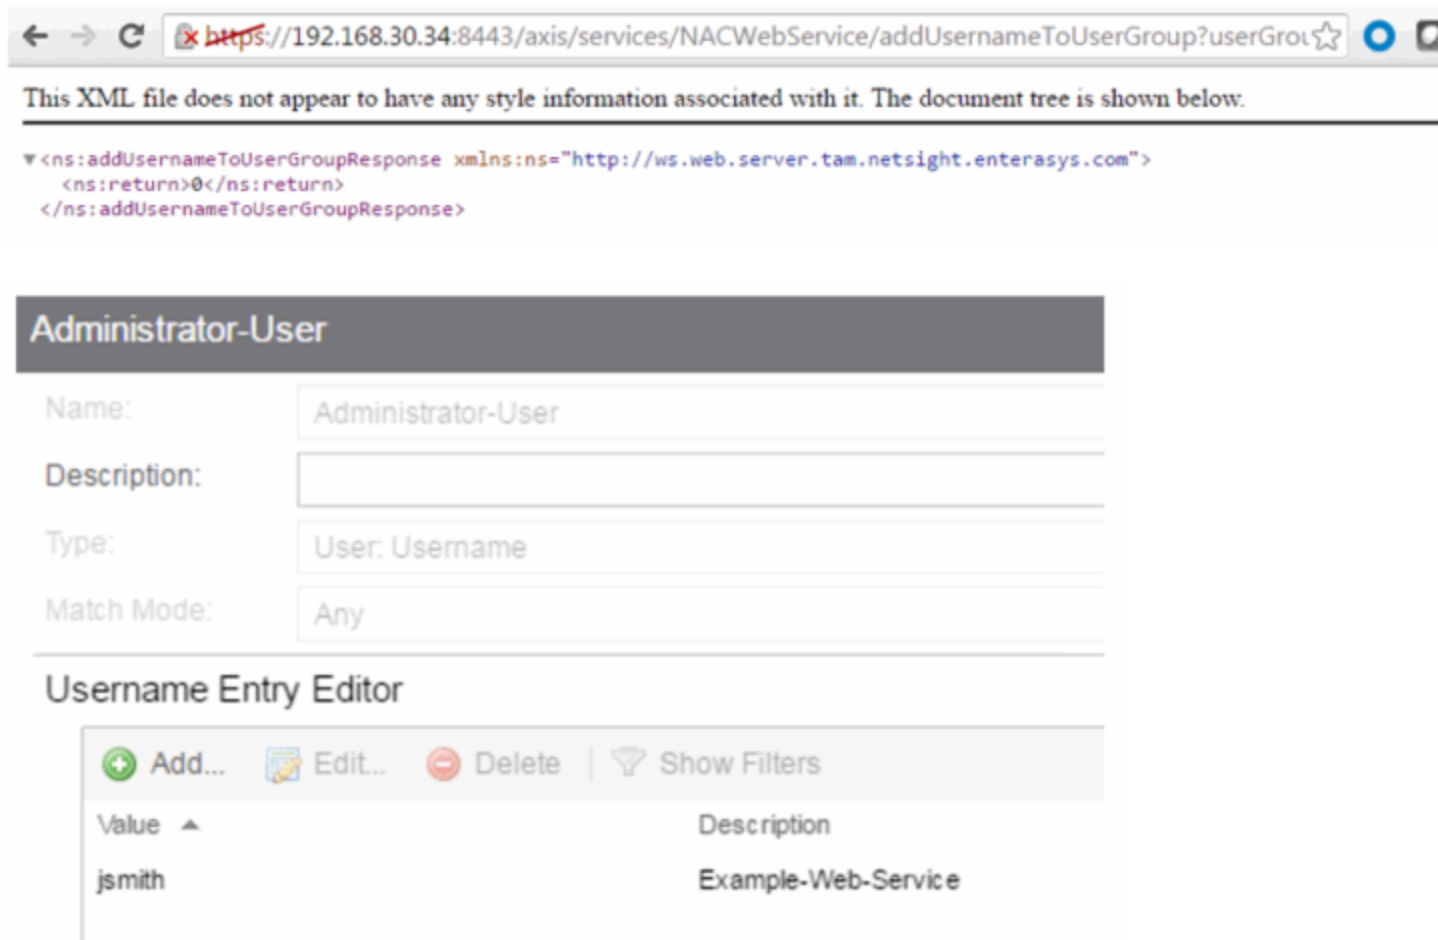 https://192.168.30.34:8443/axis/services/NACWebService/addUsernameToUserGroup?userGrou
This XML file does not appear to have any style information associated with it. The document tree is shown below.
▼<ns:addUsernameToUserGroupResponse xmlns:ns="http://ws.web.server.tam.netsight.enterasys.com">
<ns:return>0</ns:return>
</ns:addUsernameToUserGroupResponse>
Administrator-User
Name: Administrator-User
Description:
Type: User: Username
Match Mode: Any
Username Entry Editor
Add... Edit... Delete Show Filters
Value Description
jsmith Example-Web-Service